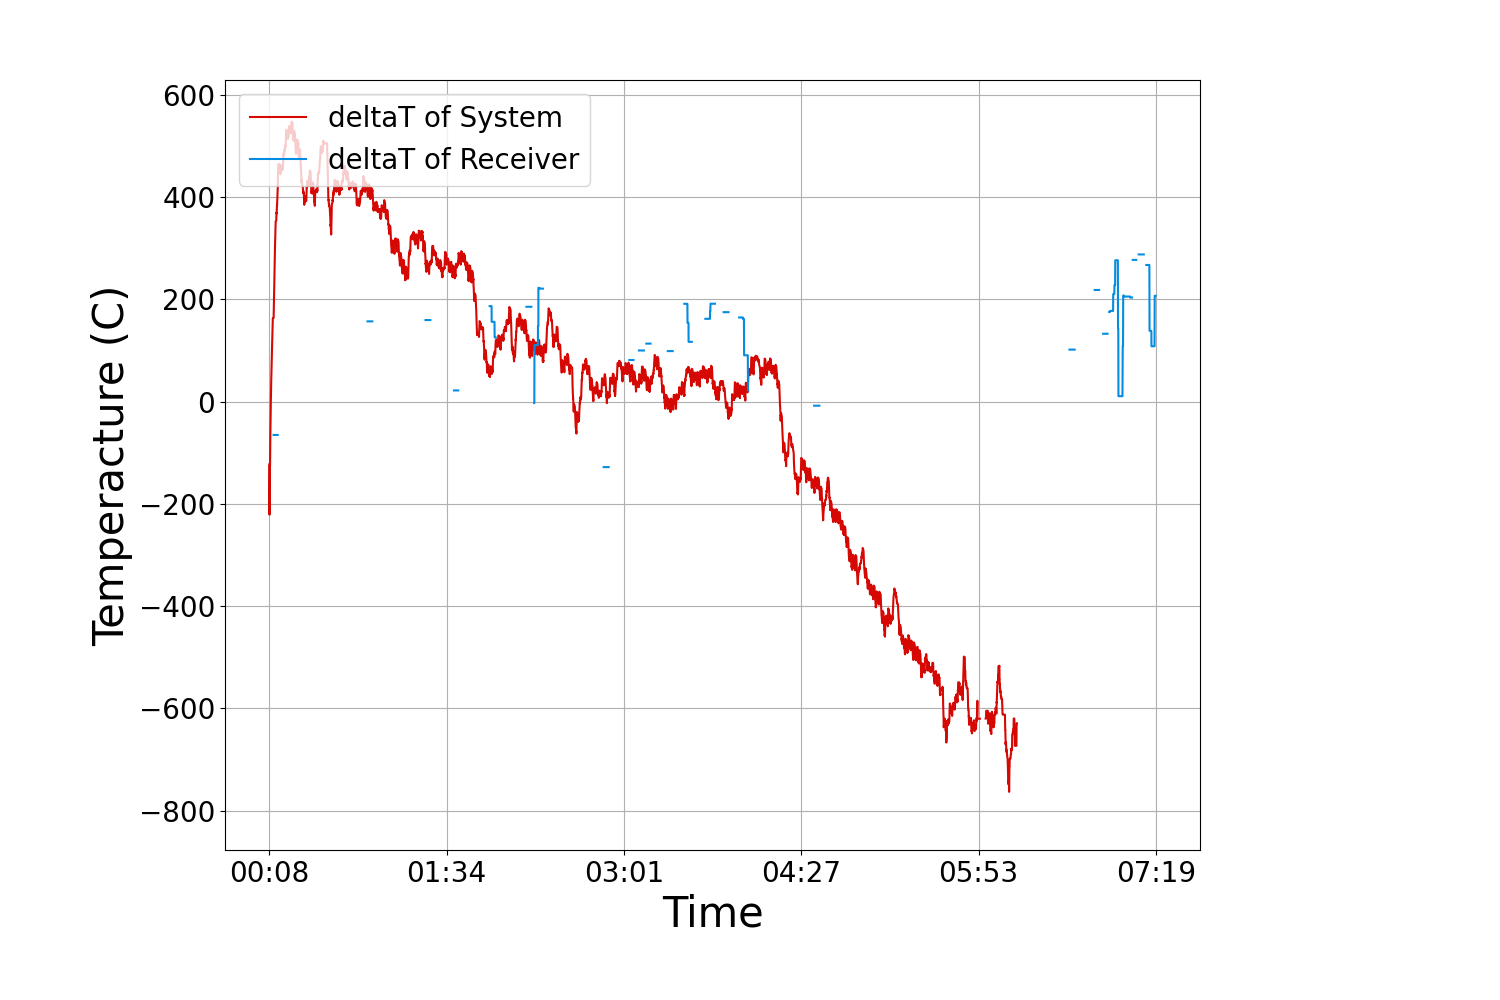 deltaT of System
deltaT of Receiver
600
400
200
0
−200
−400
−600
−800
Temperacture (C)
00:08 01:34 03:01 04:27 05:53 07:19
Time